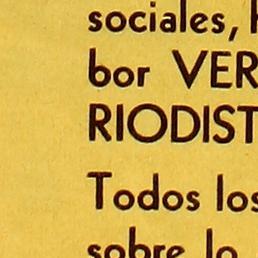 sociales,
bor VER
RIODIST
Todos los
sobre lo